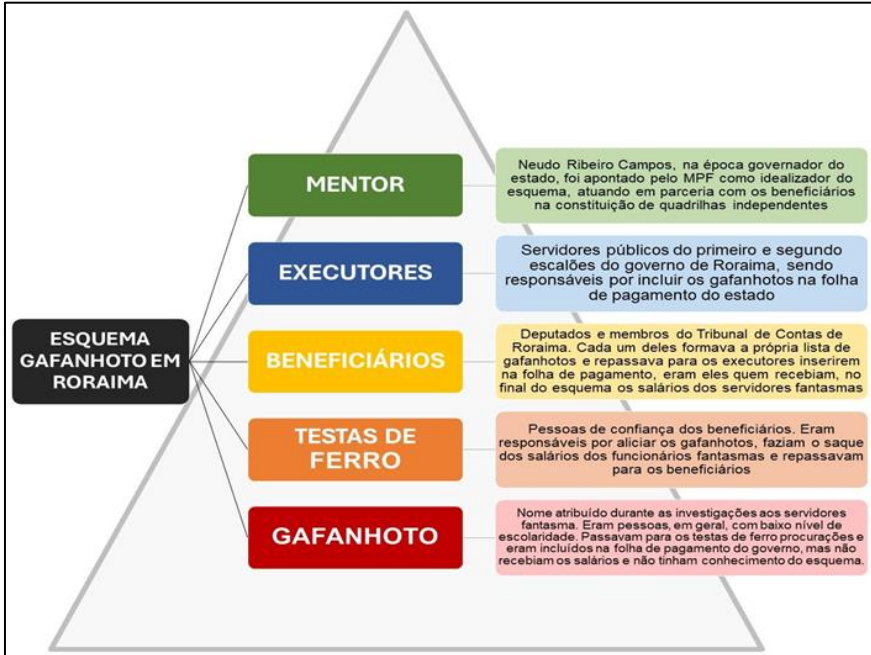 ESQUEMA
GAFANHOTO EM
RORAIMA
MENTOR
Neudo Ribeiro Campos, na época governador do
estado, foi apontado pelo MPF como idealizador do
esquema, atuando em parceria com os beneficiários
na constituição de quadrilhas independentes
EXECUTORES
Servidores públicos do primeiro e segundo
escalões do governo de Roraima, sendo
responsáveis por incluir os gafanhotos na folha
de pagamento do estado
BENEFICIÁRIOS
Deputados e membros do Tribunal de Contas de
Roraima. Cada um deles formava a própria lista de
gafanhotos e repassava para os executores inserirem
na folha de pagamento, eram eles quem recebiam, no
final do esquema os salários dos servidores fantasmas
TESTAS DE
FERRO
Pessoas de confiança dos beneficiários. Eram
responsáveis por aliciar os gafanhotos, faziam o saque
dos salários dos funcionários fantasmas e repassavam
para os beneficiários
GAFANHOTO
Nome atribuído durante as investigações aos servidores
fantasma. Eram pessoas, em geral, com baixo nível de
escolaridade. Passavam para os testas de ferro procurações e
eram incluídos na folha de pagamento do governo, mas não
recebiam os salários e não tinham conhecimento do esquema.